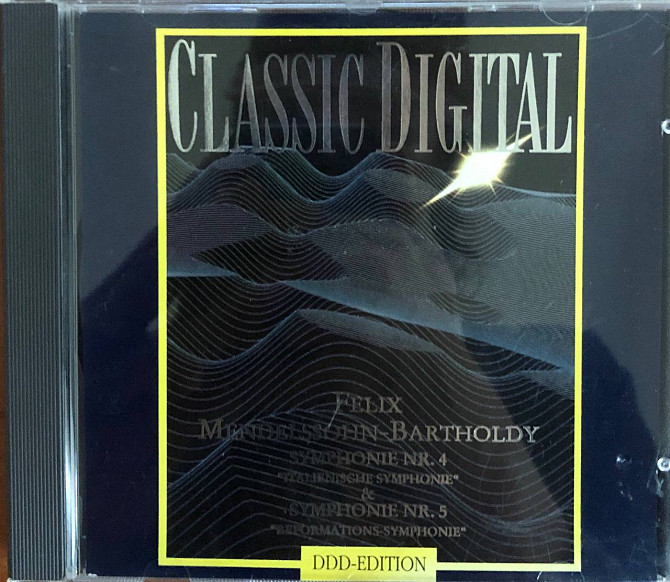 CLASSIC DIGITAL
FELIX
MENDELSSOHN-BARTHOLDY
SYMPHONIE NR. 4
"ITALIENISCHE SYMPHONIE"
&
SYMPHONIE NR. 5
"REFORMATIONS-SYMPHONIE"
DDD-EDITION